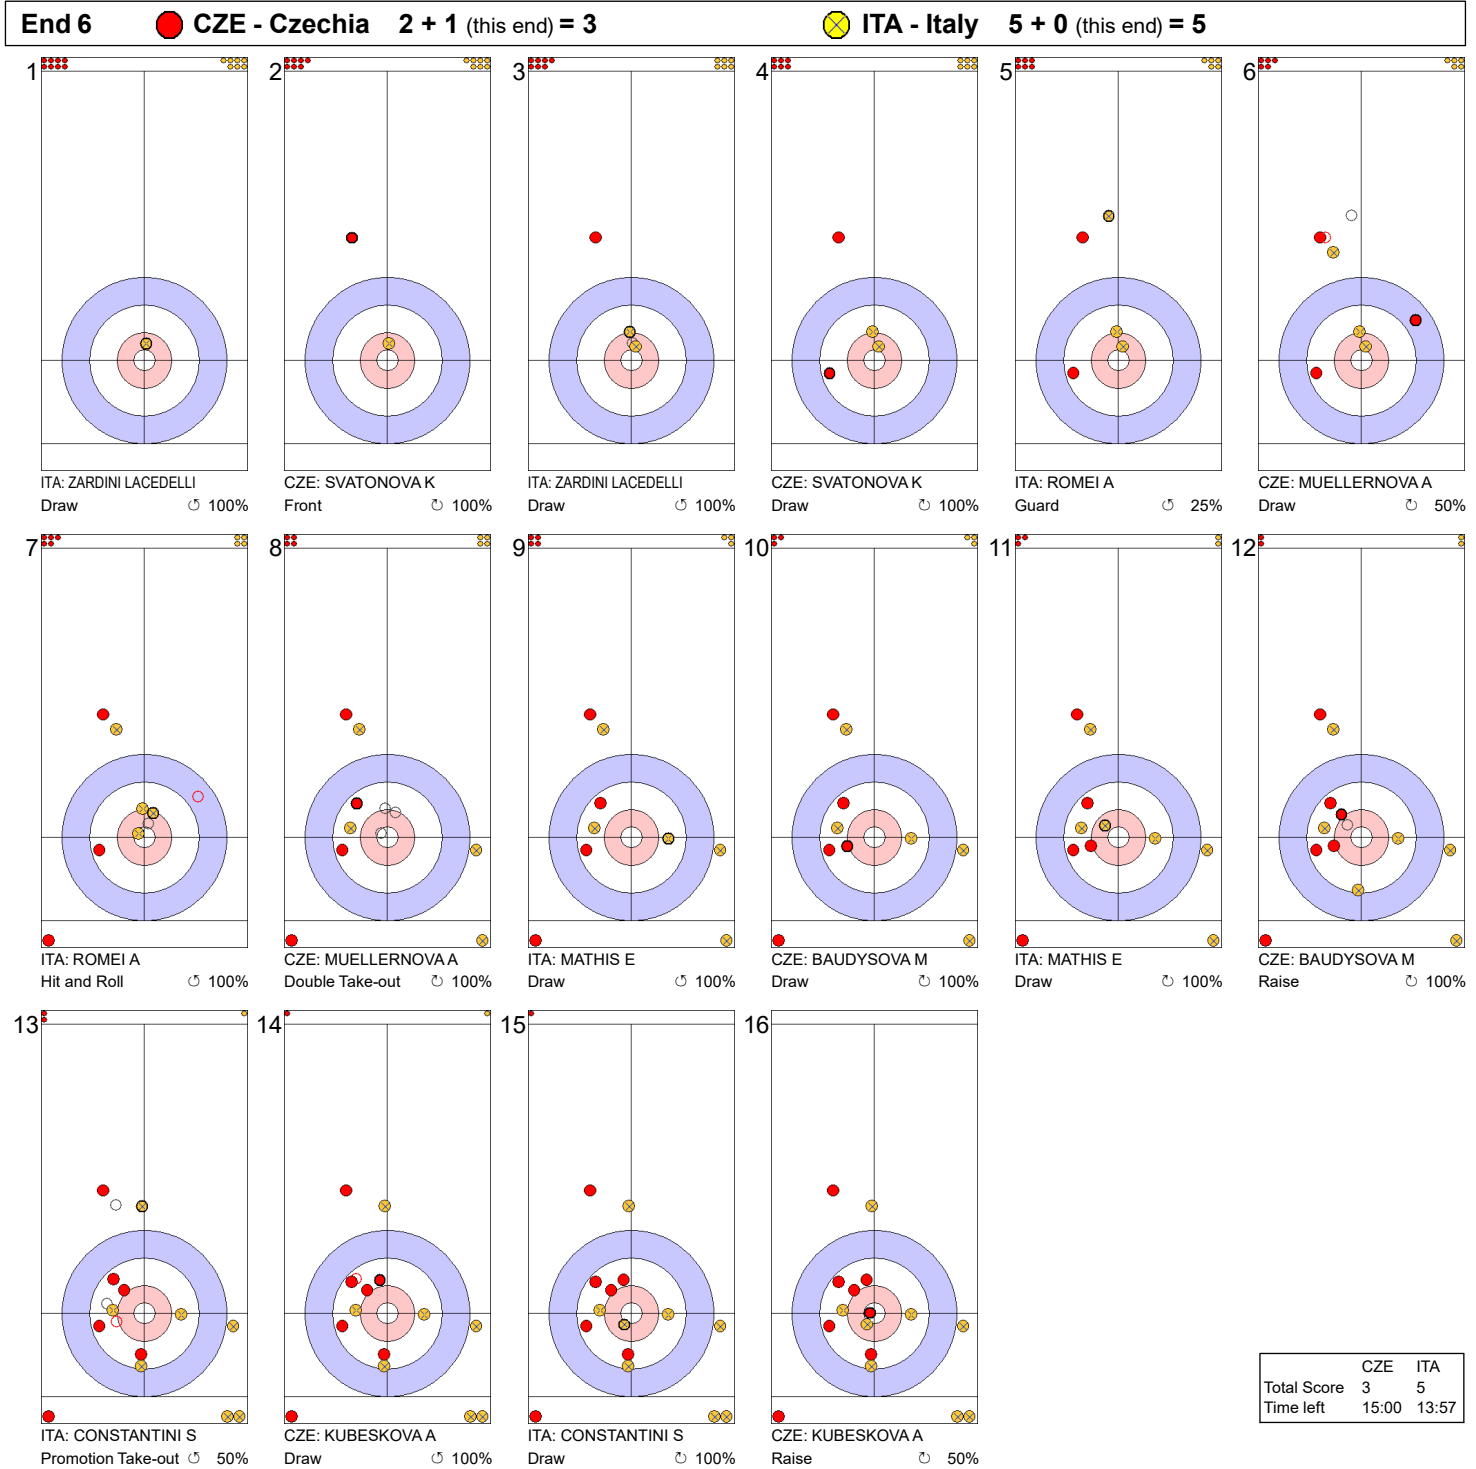 End 6 CZE - Czechia 2 + 1 (this end) = 3 ITA - Italy 5 + 0 (this end) = 5
1 2 3 4 5 6
ITA: ZARDINI LACEDELLI CZE: SVATONOVA K ITA: ZARDINI LACEDELLI CZE: SVATONOVA K ITA: ROMEI A CZE: MUELLERNOVA A
Draw ↺ 100% Front ↻ 100% Draw ↺ 100% Draw ↻ 100% Guard ↺ 25% Draw ↻ 50%
7 8 9 10 11 12
ITA: ROMEI A CZE: MUELLERNOVA A ITA: MATHIS E CZE: BAUDYSOVA M ITA: MATHIS E CZE: BAUDYSOVA M
Hit and Roll ↺ 100% Double Take-out ↻ 100% Draw ↺ 100% Draw ↻ 100% Draw ↺ 100% Raise ↻ 100%
13 14 15 16
ITA: CONSTANTINI S CZE: KUBESKOVA A ITA: CONSTANTINI S CZE: KUBESKOVA A
Promotion Take-out ↺ 50% Draw ↻ 100% Draw ↻ 100% Raise ↻ 50%
CZE ITA
Total Score 3 5
Time left 15:00 13:57